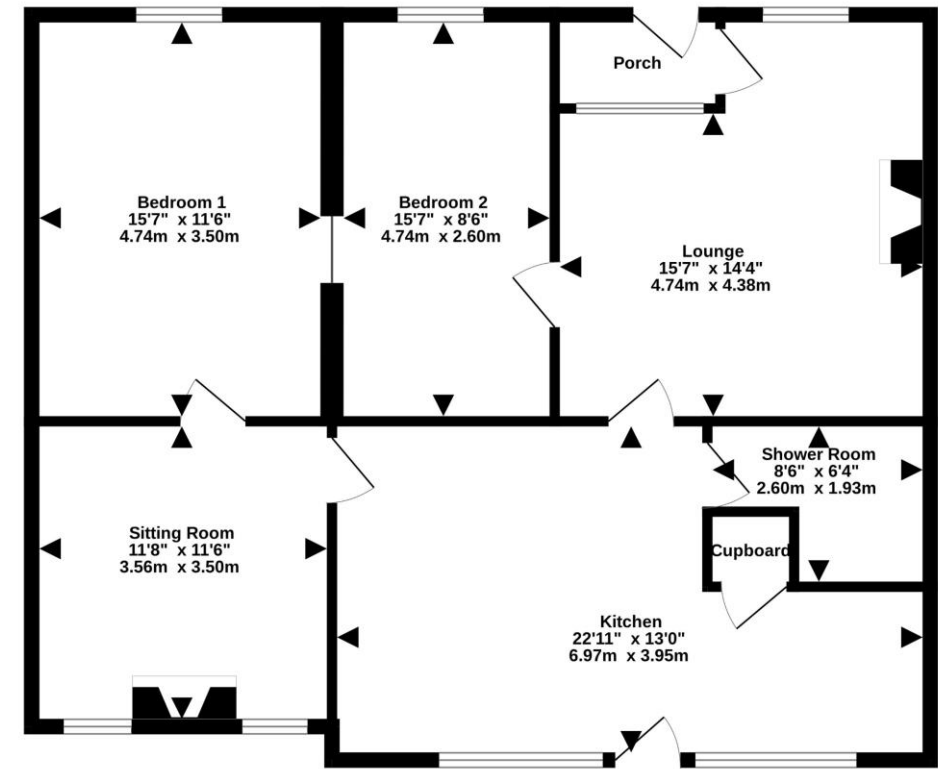 Porch
Bedroom 1
15'7" x 11'6"
4.74m x 3.50m
Bedroom 2
15'7" x 8'6"
4.74m x 2.60m
Lounge
15'7" x 14'4"
4.74m x 4.38m
Shower Room
8'6" x 6'4"
2.60m x 1.93m
Sitting Room
11'8" x 11'6"
3.56m x 3.50m
Cupboard
Kitchen
22'11" x 13'0"
6.97m x 3.95m